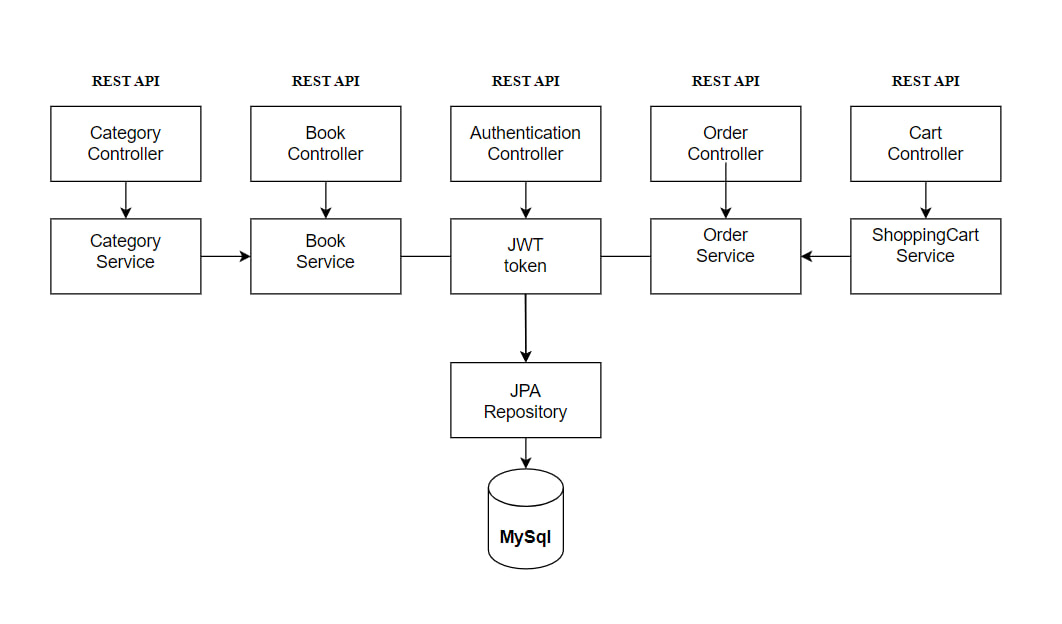 REST API
REST API
REST API
REST API
REST API
Category
Controller
Book
Controller
Authentication
Controller
Order
Controller
Cart
Controller
Category
Service
Book
Service
JWT
token
Order
Service
ShoppingCart
Service
JPA
Repository
MySql